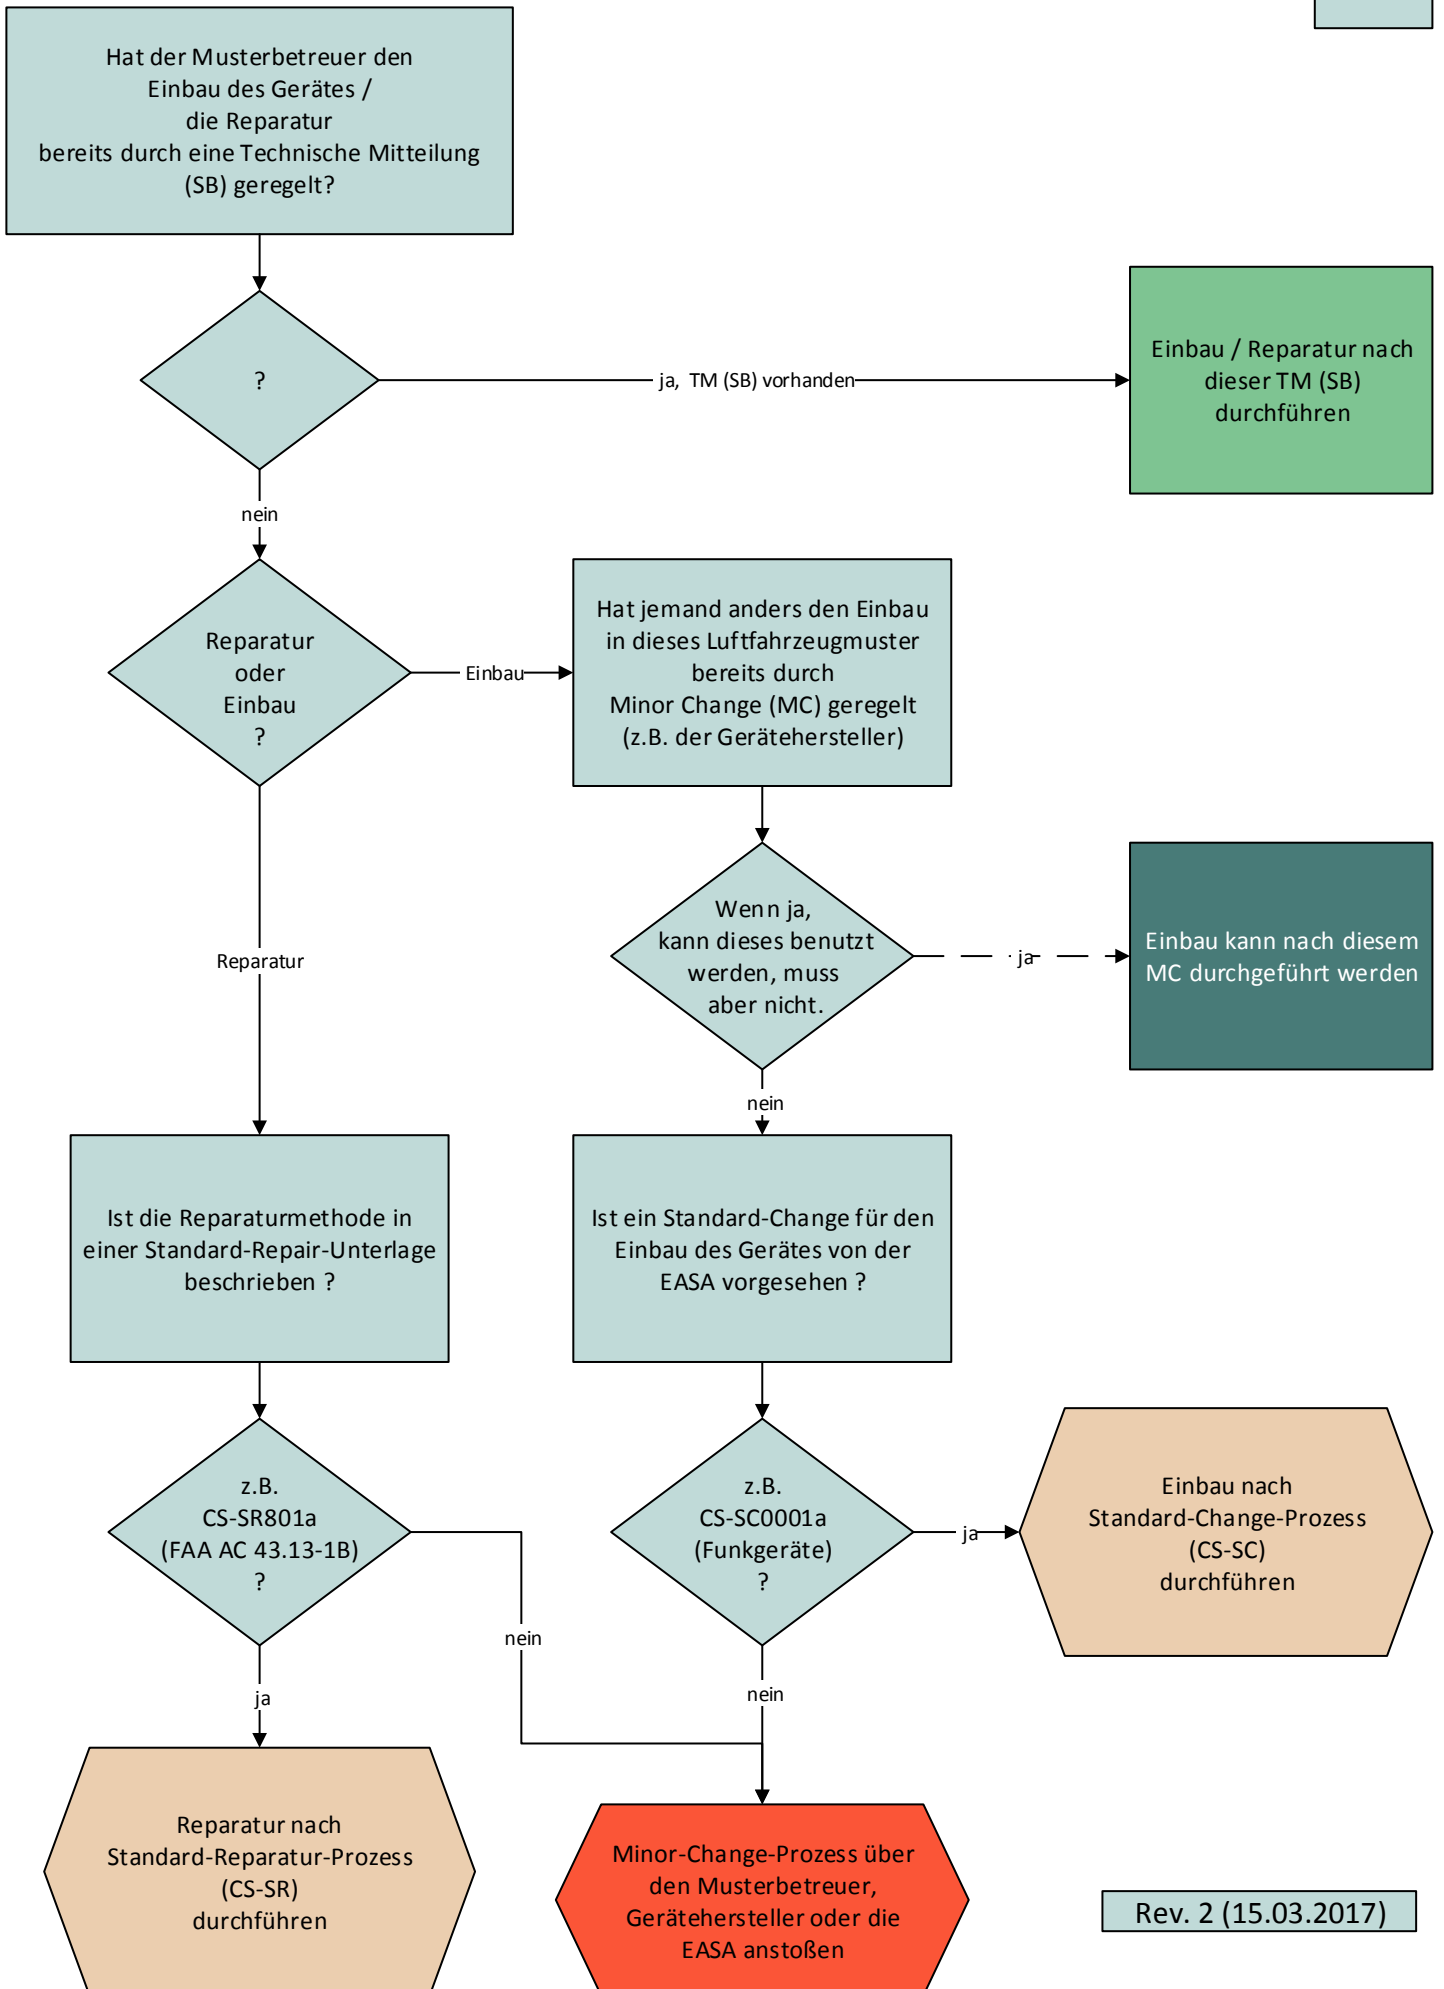 Hat der Musterbetreuer den
Einbau des Gerätes /
die Reparatur
bereits durch eine Technische Mitteilung
(SB) geregelt?
?
ja, TM (SB) vorhanden
Einbau / Reparatur nach
dieser TM (SB)
durchführen
nein
Reparatur
oder
Einbau
?
Einbau
Hat jemand anders den Einbau
in dieses Luftfahrzeugmuster
bereits durch
Minor Change (MC) geregelt
(z.B. der Gerätehersteller)
Wenn ja,
kann dieses benutzt
werden, muss
aber nicht.
ja
Einbau kann nach diesem
MC durchgeführt werden
Reparatur
nein
Ist die Reparaturmethode in
einer Standard-Repair-Unterlage
beschrieben ?
Ist ein Standard-Change für den
Einbau des Gerätes von der
EASA vorgesehen ?
z.B.
CS-SR801a
(FAA AC 43.13-1B)
?
z.B.
CS-SC0001a
(Funkgeräte)
?
ja
Einbau nach
Standard-Change-Prozess
(CS-SC)
durchführen
nein
ja
nein
Reparatur nach
Standard-Reparatur-Prozess
(CS-SR)
durchführen
Minor-Change-Prozess über
den Musterbetreuer,
Gerätehersteller oder die
EASA anstoßen
Rev. 2 (15.03.2017)